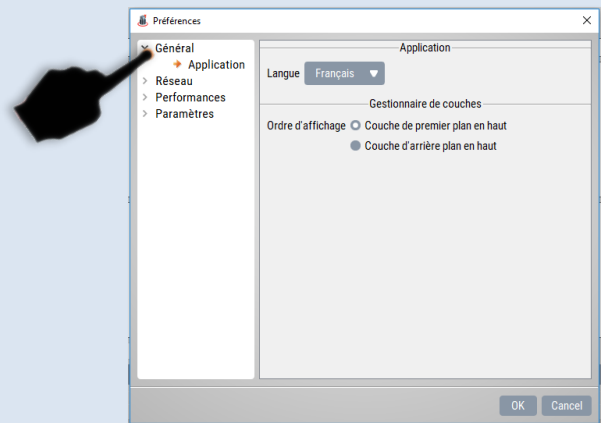 Préférences
Général
Application
Réseau
Performances
Paramètres
Application
Langue Français
Gestionnaire de couches
Ordre d'affichage Couche de premier plan en haut
Couche d'arrière plan en haut
OK Cancel